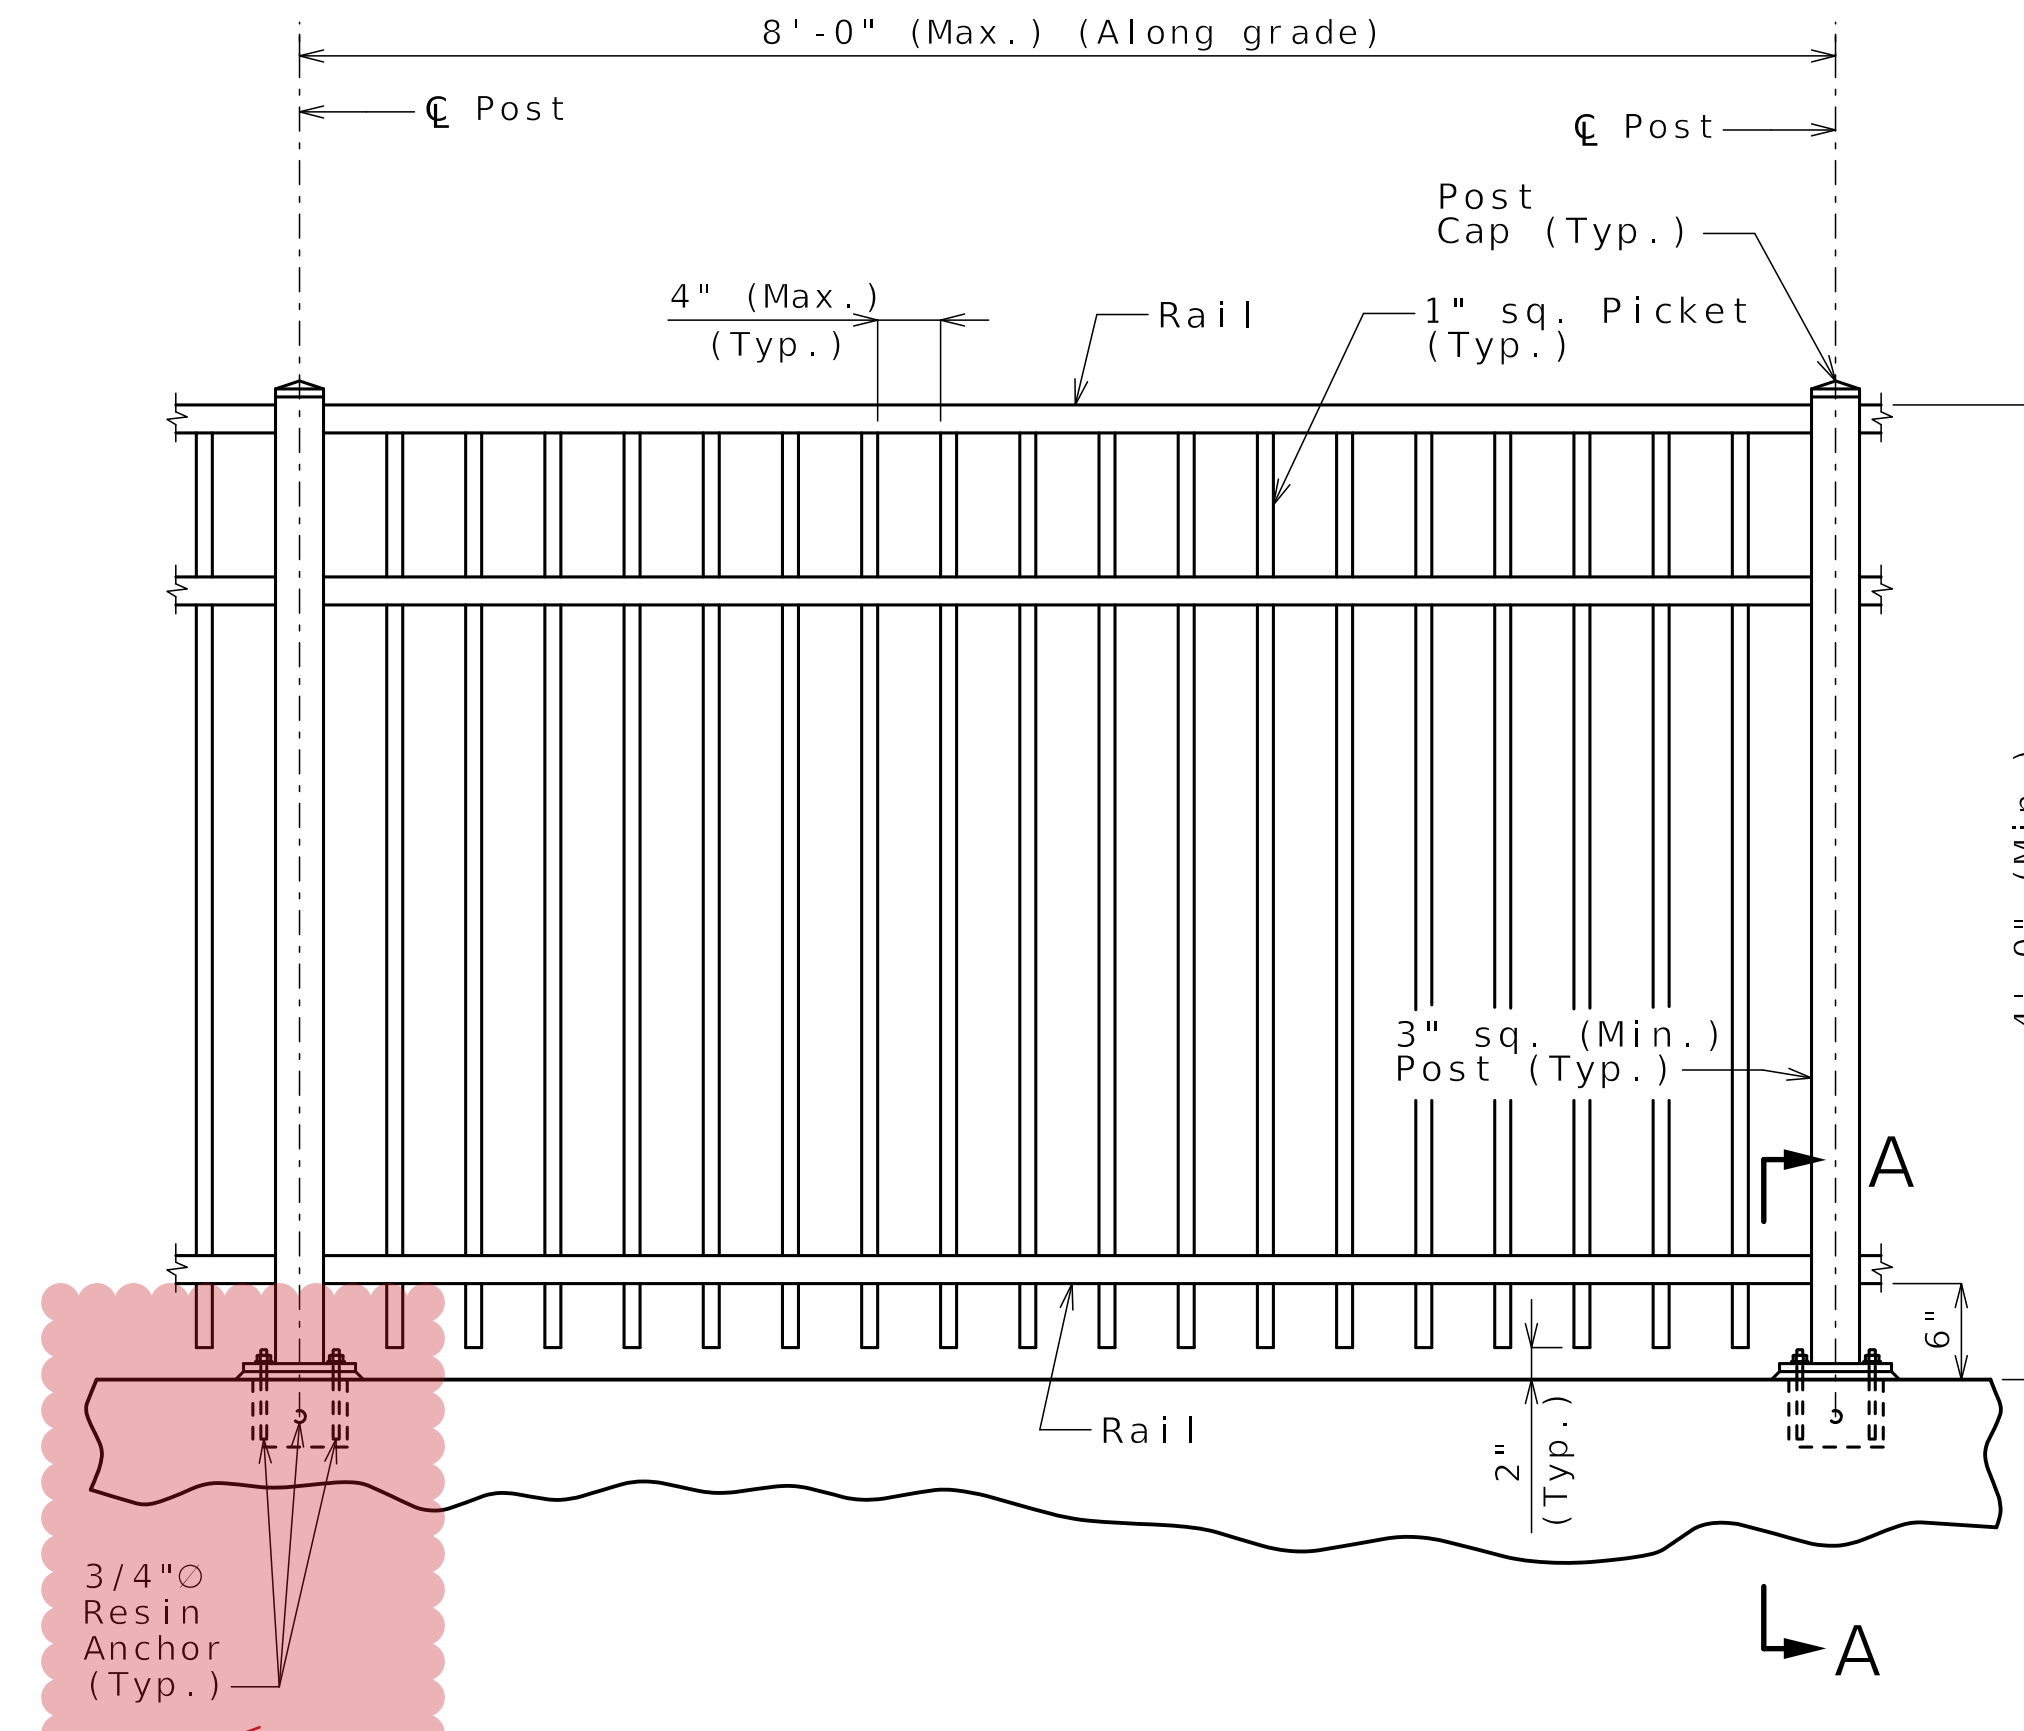 8'-0" (Max.) (Along grade)
℄ Post
℄ Post
Post
Cap (Typ.)
4" (Max.)
(Typ.)
Rail
1" sq. Picket
(Typ.)
3" sq. (Min.)
Post (Typ.)
A
6"
Rail
2"
(Typ.)
3/4"∅
Resin
Anchor
(Typ.)
A